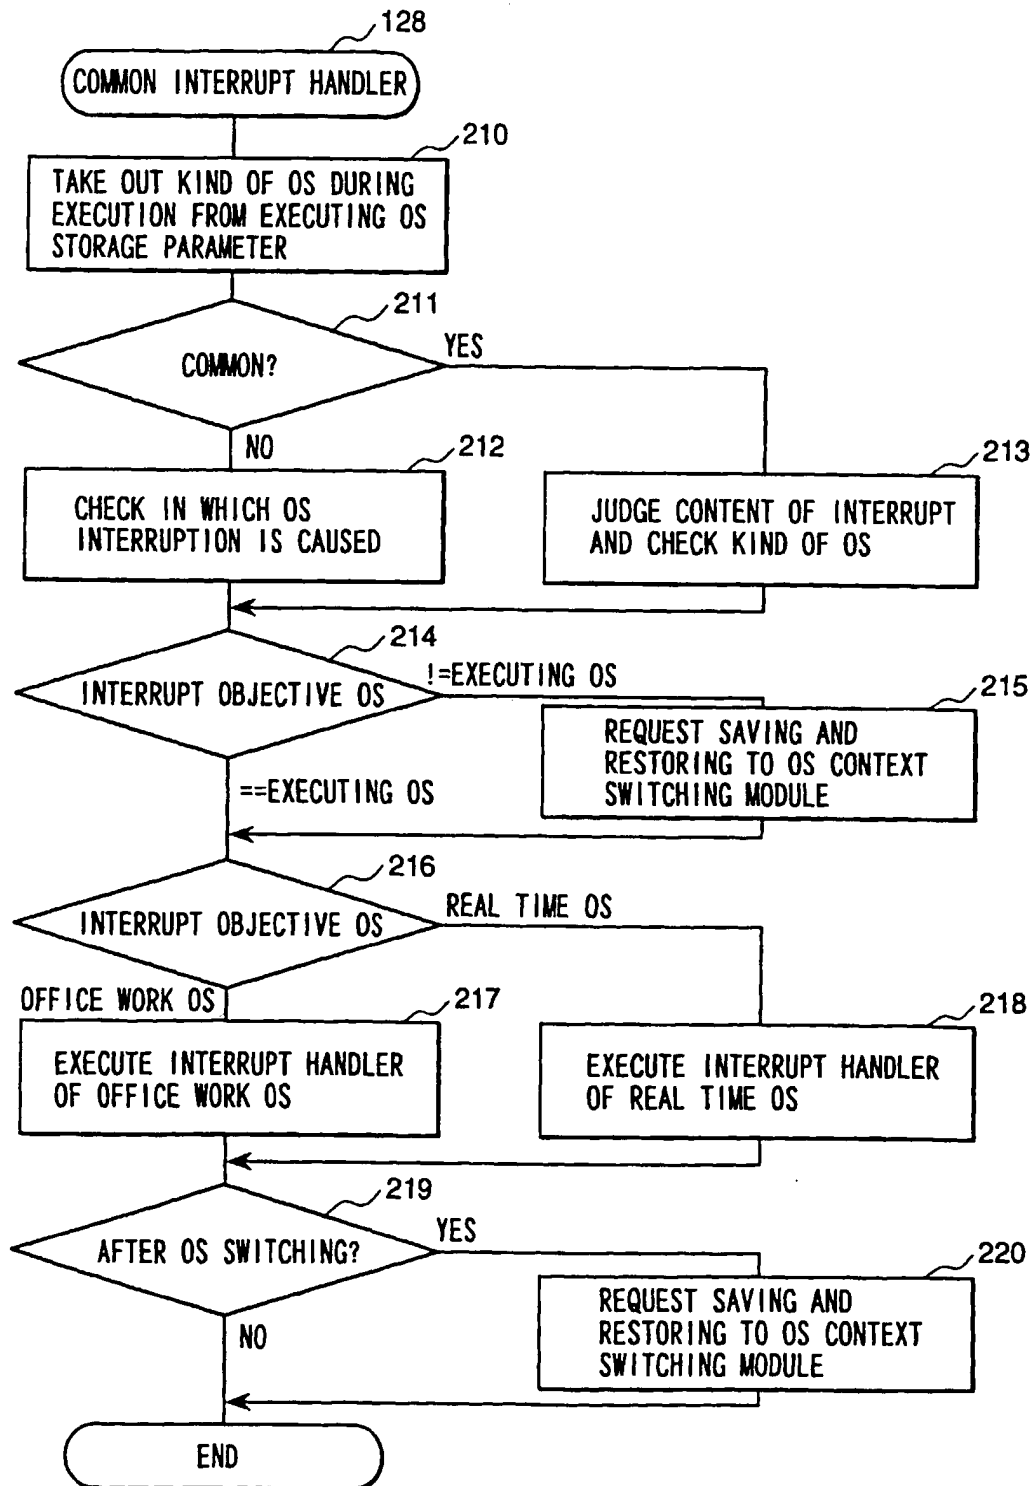 128
COMMON INTERRUPT HANDLER
210
TAKE OUT KIND OF OS DURING
EXECUTION FROM EXECUTING OS
STORAGE PARAMETER
211
COMMON?
YES
NO
212
CHECK IN WHICH OS
INTERRUPTION IS CAUSED
213
JUDGE CONTENT OF INTERRUPT
AND CHECK KIND OF OS
214
INTERRUPT OBJECTIVE OS
!=EXECUTING OS
==EXECUTING OS
215
REQUEST SAVING AND
RESTORING TO OS CONTEXT
SWITCHING MODULE
216
INTERRUPT OBJECTIVE OS
REAL TIME OS
OFFICE WORK OS
217
EXECUTE INTERRUPT HANDLER
OF OFFICE WORK OS
218
EXECUTE INTERRUPT HANDLER
OF REAL TIME OS
219
AFTER OS SWITCHING?
YES
NO
220
REQUEST SAVING AND
RESTORING TO OS CONTEXT
SWITCHING MODULE
END